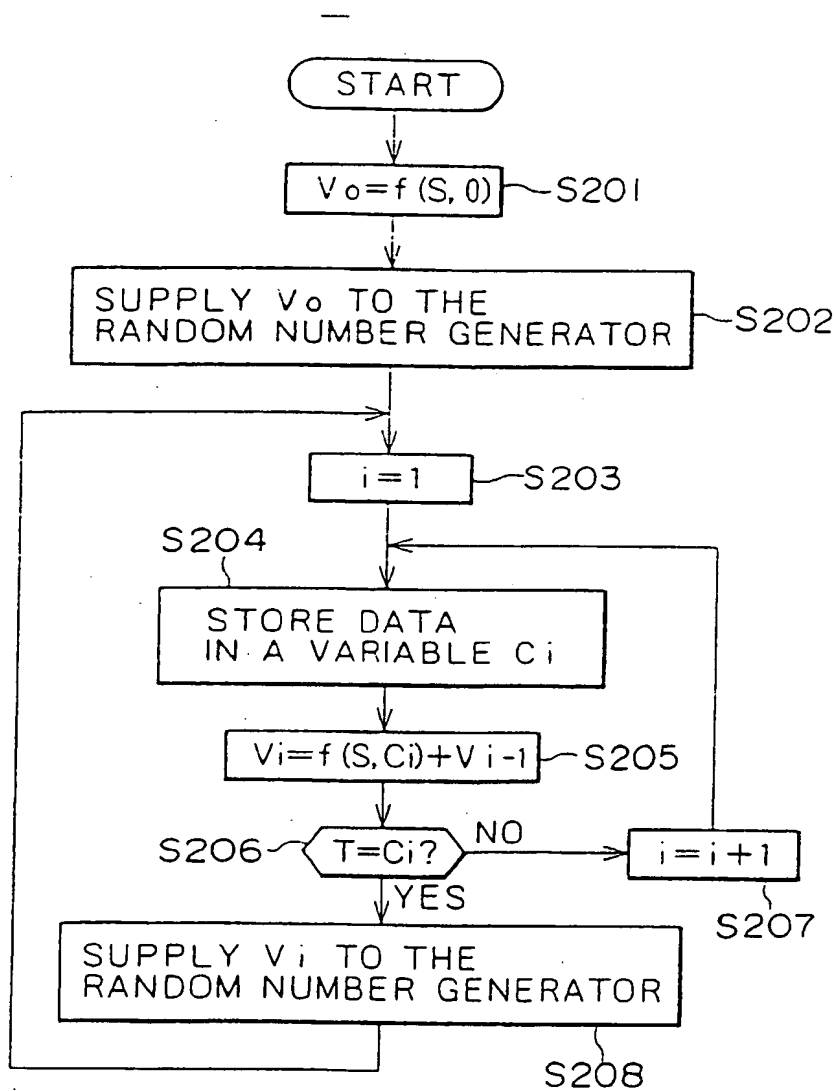 START
Vo=f(S,0)
S201
SUPPLY Vo TO THE
RANDOM NUMBER GENERATOR
S202
i=1
S203
S204
STORE DATA
IN A VARIABLE Ci
Vi=f(S,Ci)+Vi-1
S205
S206
T=Ci?
NO
i=i+1
S207
YES
SUPPLY Vi TO THE
RANDOM NUMBER GENERATOR
S208